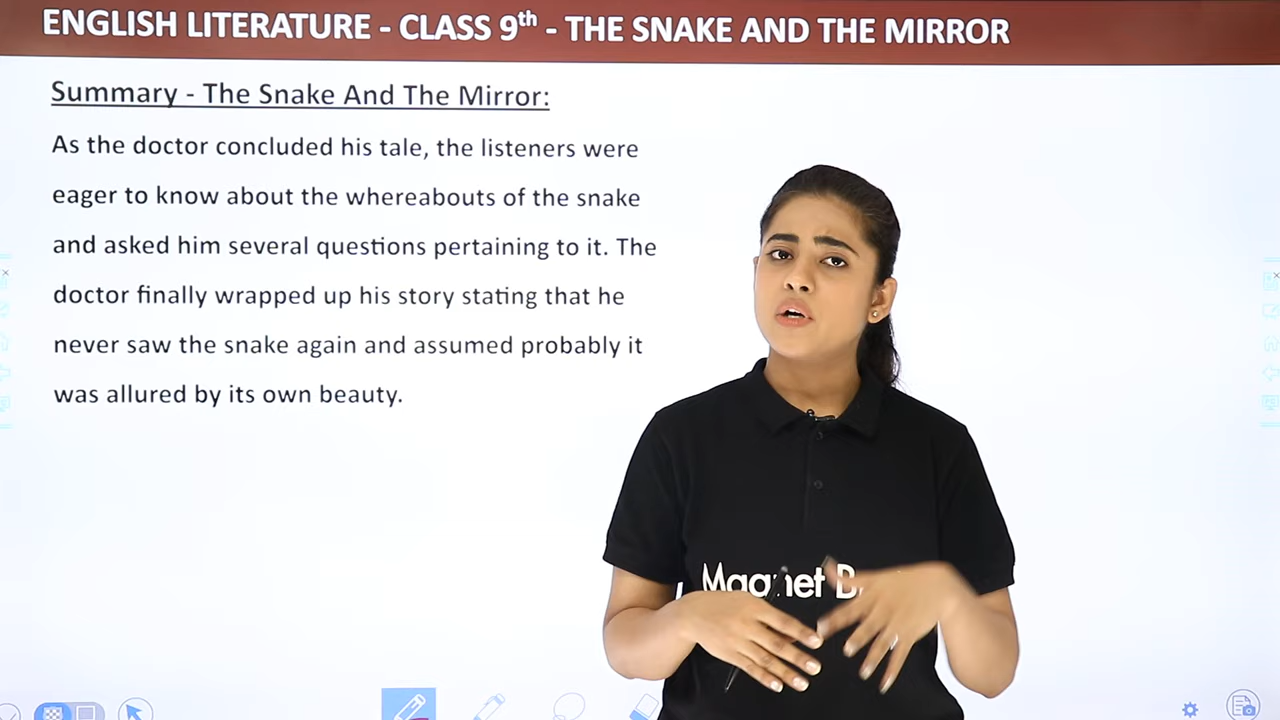 ENGLISH LITERATURE - CLASS 9th - THE SNAKE AND THE MIRROR
Summary - The Snake And The Mirror:
As the doctor concluded his tale, the listeners were
eager to know about the whereabouts of the snake
and asked him several questions pertaining to it. The
doctor finally wrapped up his story stating that he
never saw the snake again and assumed probably it
was allured by its own beauty.
Magnet B